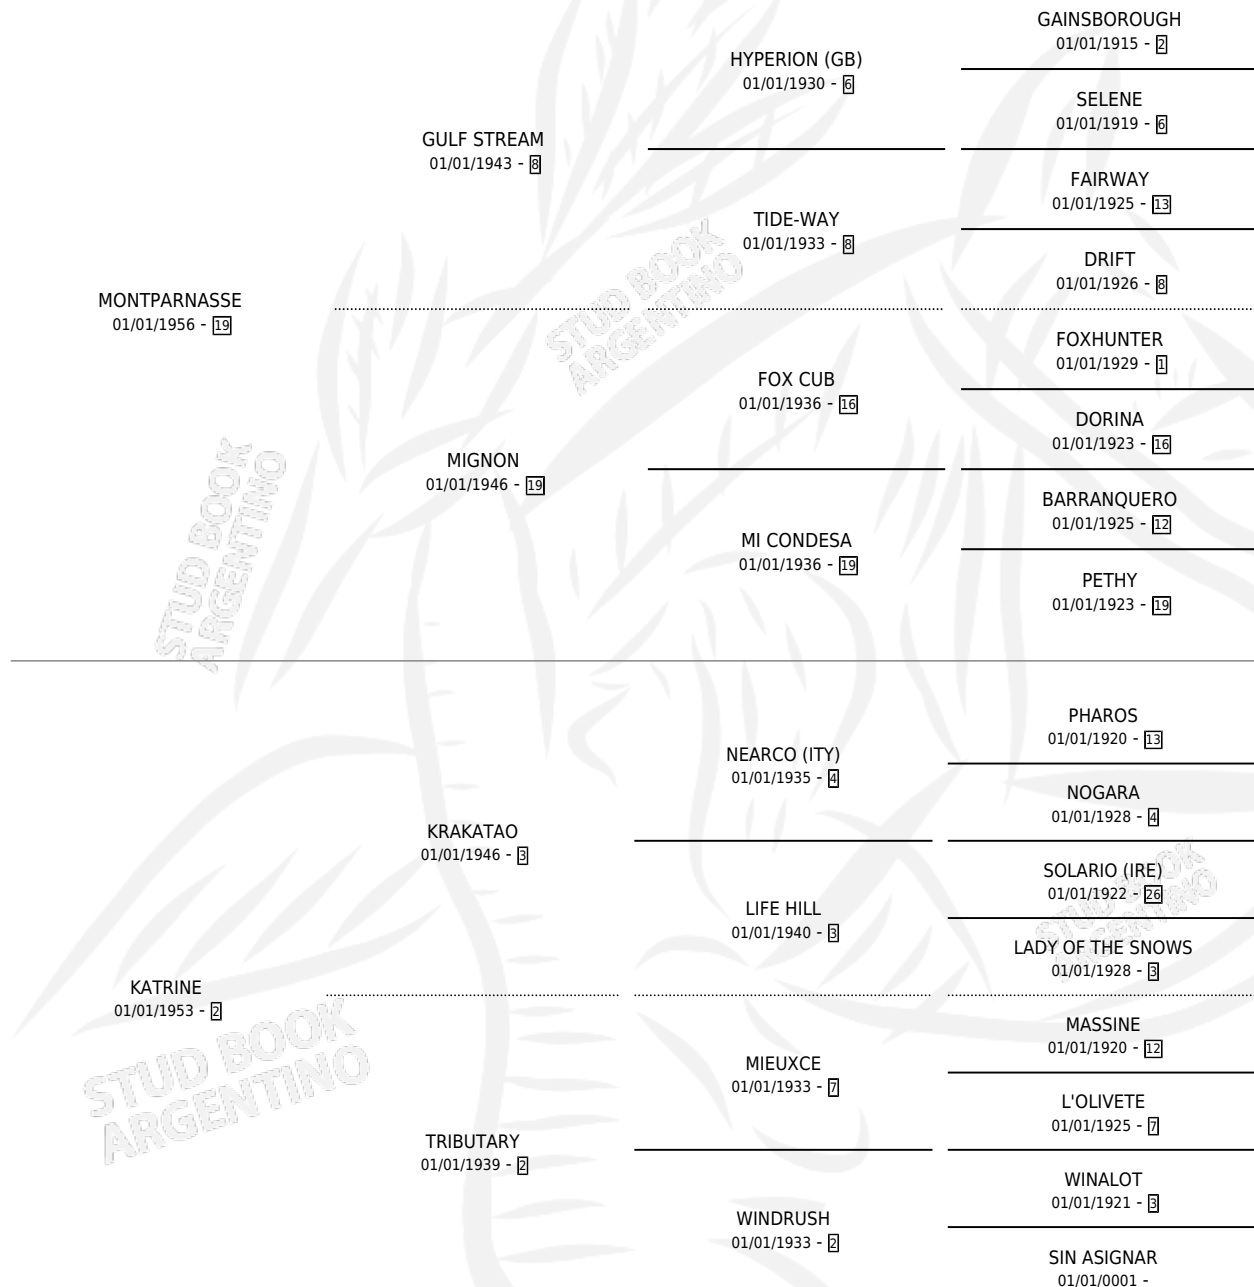 GAINSBOROUGH
01/01/1915 - 2
HYPERION (GB)
01/01/1930 - 6
SELENE
01/01/1919 - 6
GULF STREAM
01/01/1943 - 8
FAIRWAY
01/01/1925 - 13
TIDE-WAY
01/01/1933 - 8
DRIFT
01/01/1926 - 8
MONTPARNASSE
01/01/1956 - 19
FOXHUNTER
01/01/1929 - 1
FOX CUB
01/01/1936 - 16
DORINA
01/01/1923 - 16
MIGNON
01/01/1946 - 19
BARRANQUERO
01/01/1925 - 12
MI CONDESA
01/01/1936 - 19
PETHY
01/01/1923 - 19
PHAROS
01/01/1920 - 13
NEARCO (ITY)
01/01/1935 - 4
NOGARA
01/01/1928 - 4
KRAKATAO
01/01/1946 - 3
SOLARIO (IRE)
01/01/1922 - 26
LIFE HILL
01/01/1940 - 3
LADY OF THE SNOWS
01/01/1928 - 3
KATRINE
01/01/1953 - 2
MASSINE
01/01/1920 - 12
MIEUXCE
01/01/1933 - 7
L'OLIVETE
01/01/1925 - 7
TRIBUTARY
01/01/1939 - 2
WINALOT
01/01/1921 - 3
WINDRUSH
01/01/1933 - 2
SIN ASIGNAR
01/01/0001 -
STUD BOOK
ARGENTINO
STUD BOOK
ARGENTINO
STUD BOOK
ARGENTINO
STUD BOOK
ARGENTINO